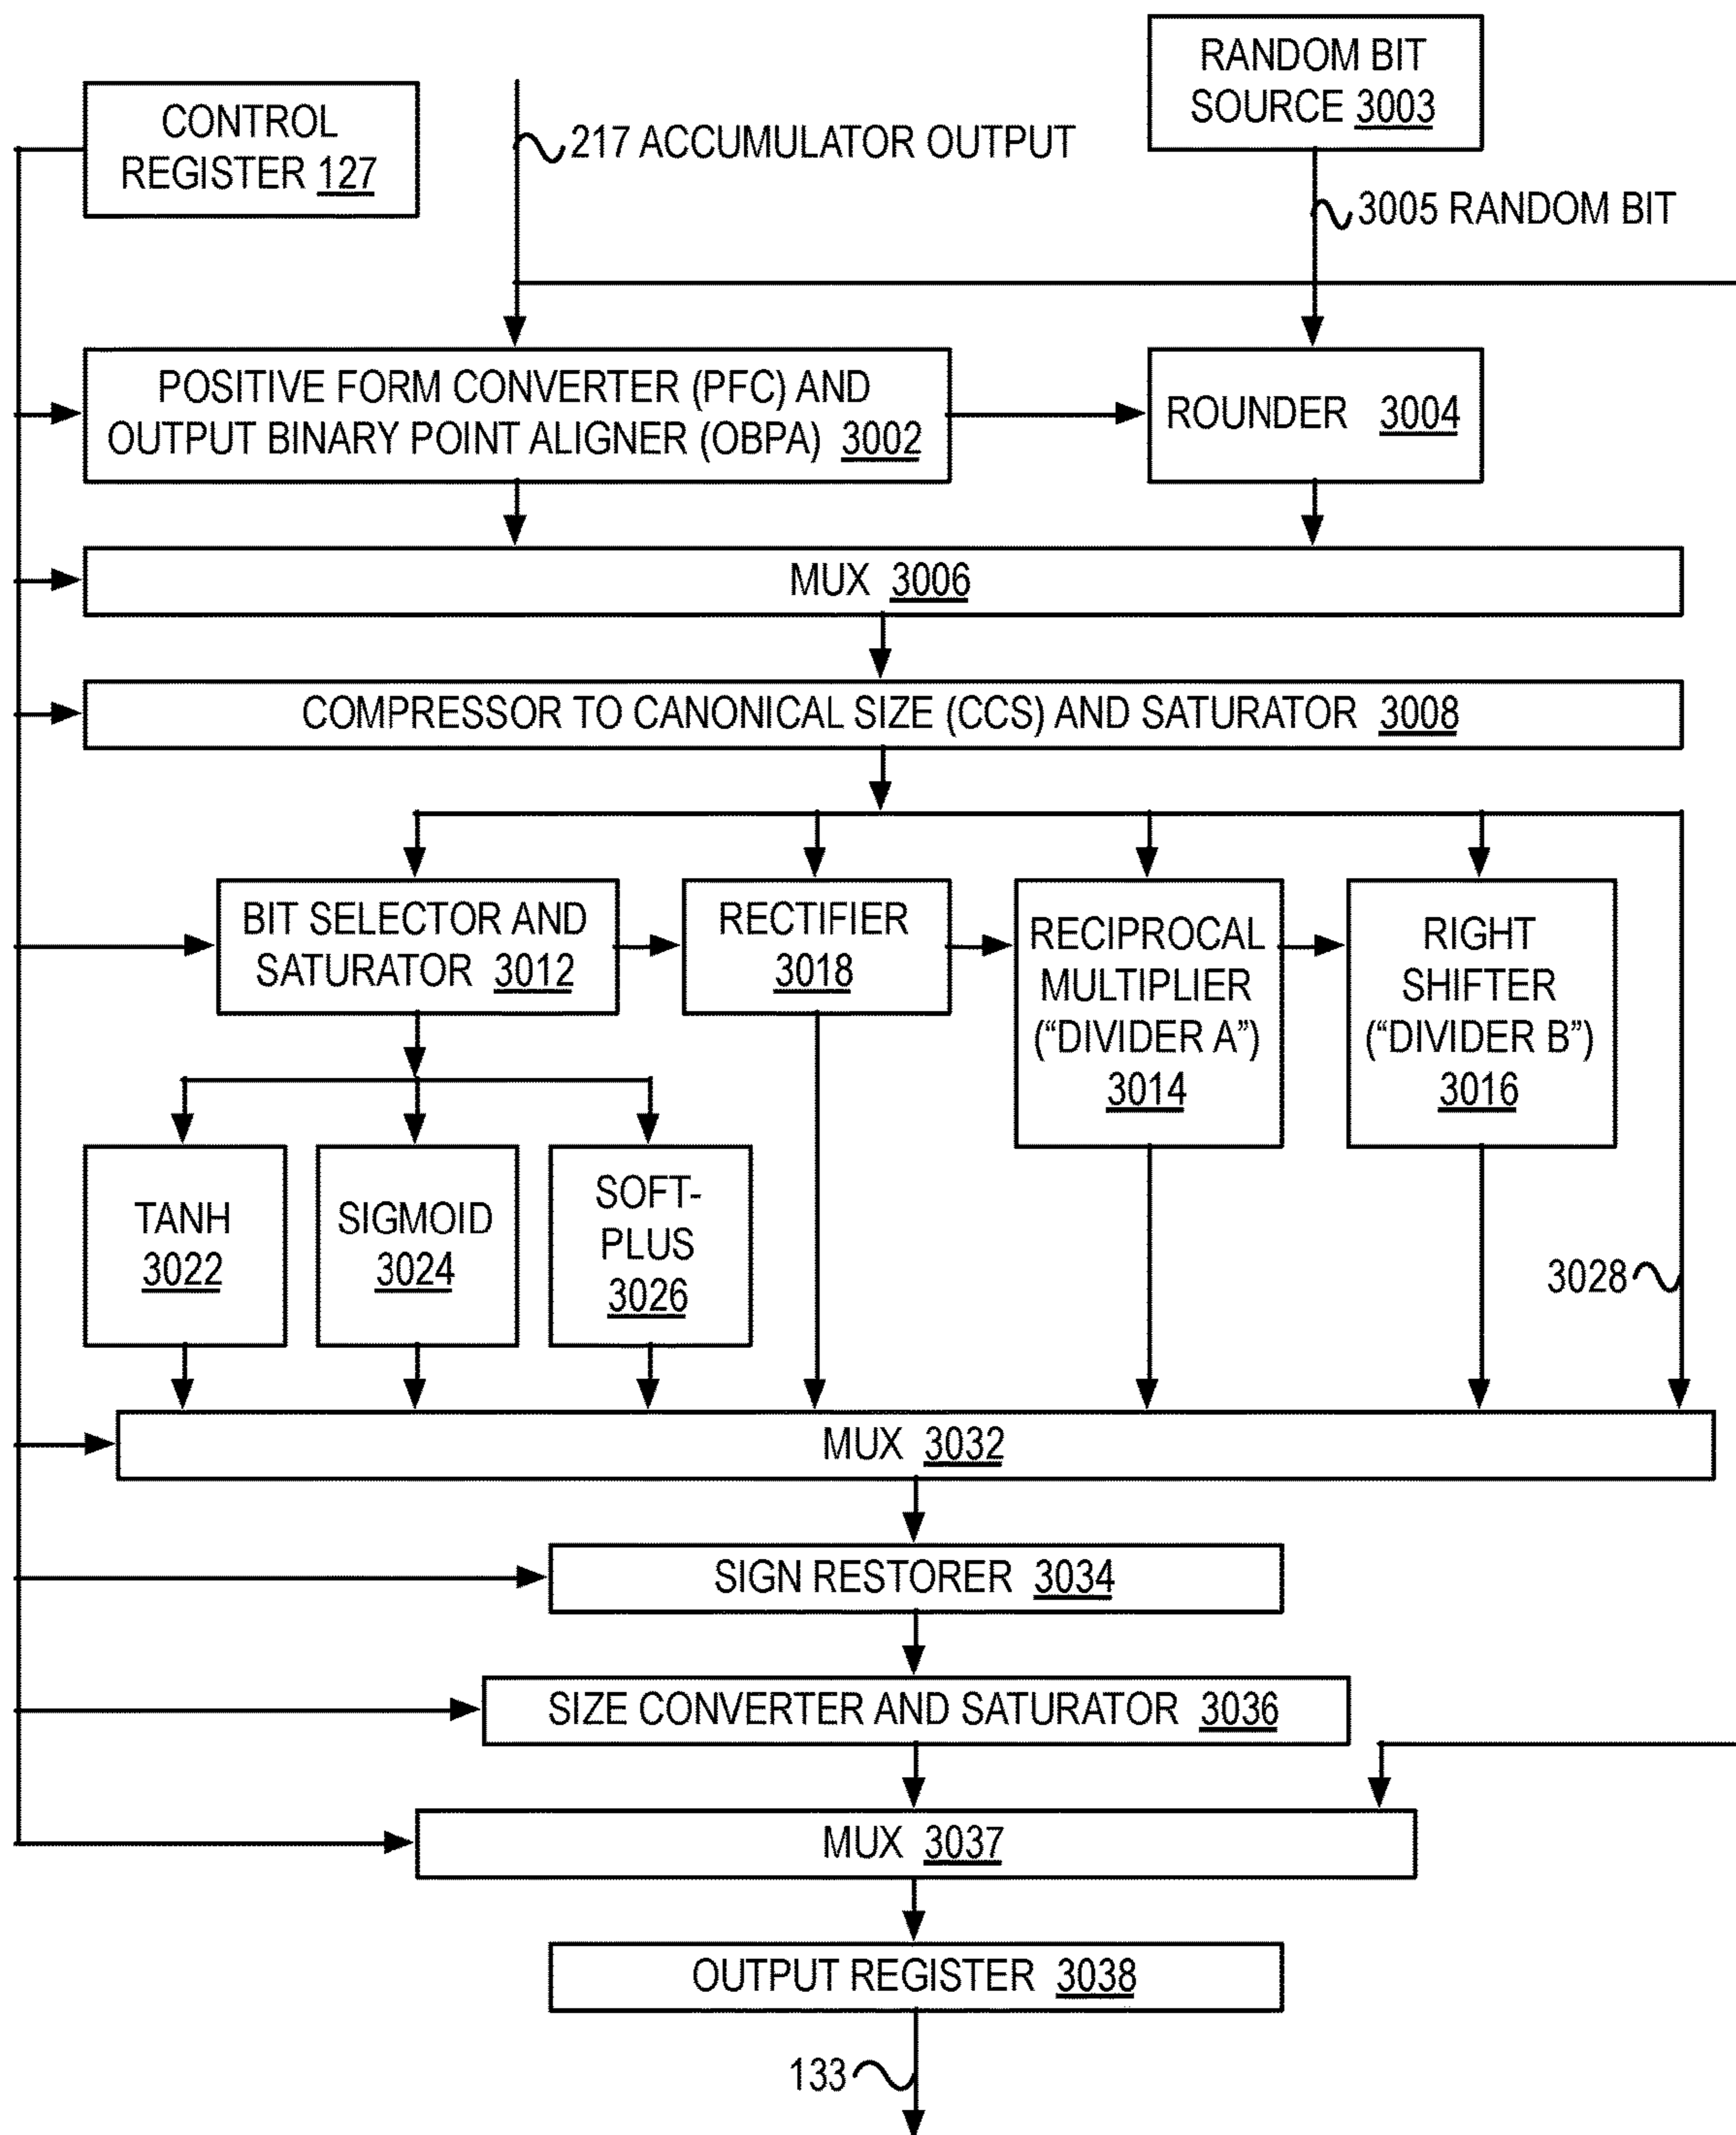 RANDOM BIT
SOURCE 3003
CONTROL
REGISTER 127
217 ACCUMULATOR OUTPUT
3005 RANDOM BIT
POSITIVE FORM CONVERTER (PFC) AND
OUTPUT BINARY POINT ALIGNER (OBPA) 3002
ROUNDER 3004
MUX 3006
COMPRESSOR TO CANONICAL SIZE (CCS) AND SATURATOR 3008
BIT SELECTOR AND
SATURATOR 3012
RECTIFIER
3018
RECIPROCAL
MULTIPLIER
(“DIVIDER A”)
3014
RIGHT
SHIFTER
(“DIVIDER B”)
3016
TANH
3022
SIGMOID
3024
SOFT-
PLUS
3026
3028
MUX 3032
SIGN RESTORER 3034
SIZE CONVERTER AND SATURATOR 3036
MUX 3037
OUTPUT REGISTER 3038
133